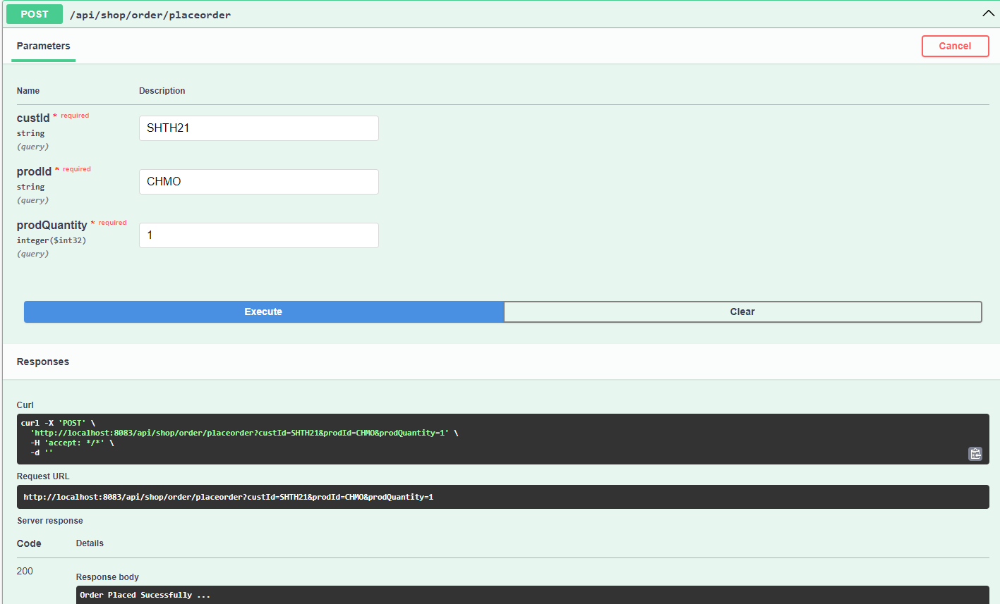 POST /api/shop/order/placeorder
Parameters Cancel
Name Description
custId * required
string
(query)
SHTH21
prodId * required
string
(query)
CHMO
prodQuantity * required
integer($int32)
(query)
1
Execute Clear
Responses
Curl
curl -X 'POST' \
'http://localhost:8083/api/shop/order/placeorder?custId=SHTH21&prodId=CHMO&prodQuantity=1' \
-H 'accept: */*' \
-d ''
Request URL
http://localhost:8083/api/shop/order/placeorder?custId=SHTH21&prodId=CHMO&prodQuantity=1
Server response
Code Details
200
Response body
Order Placed Sucessfully ...